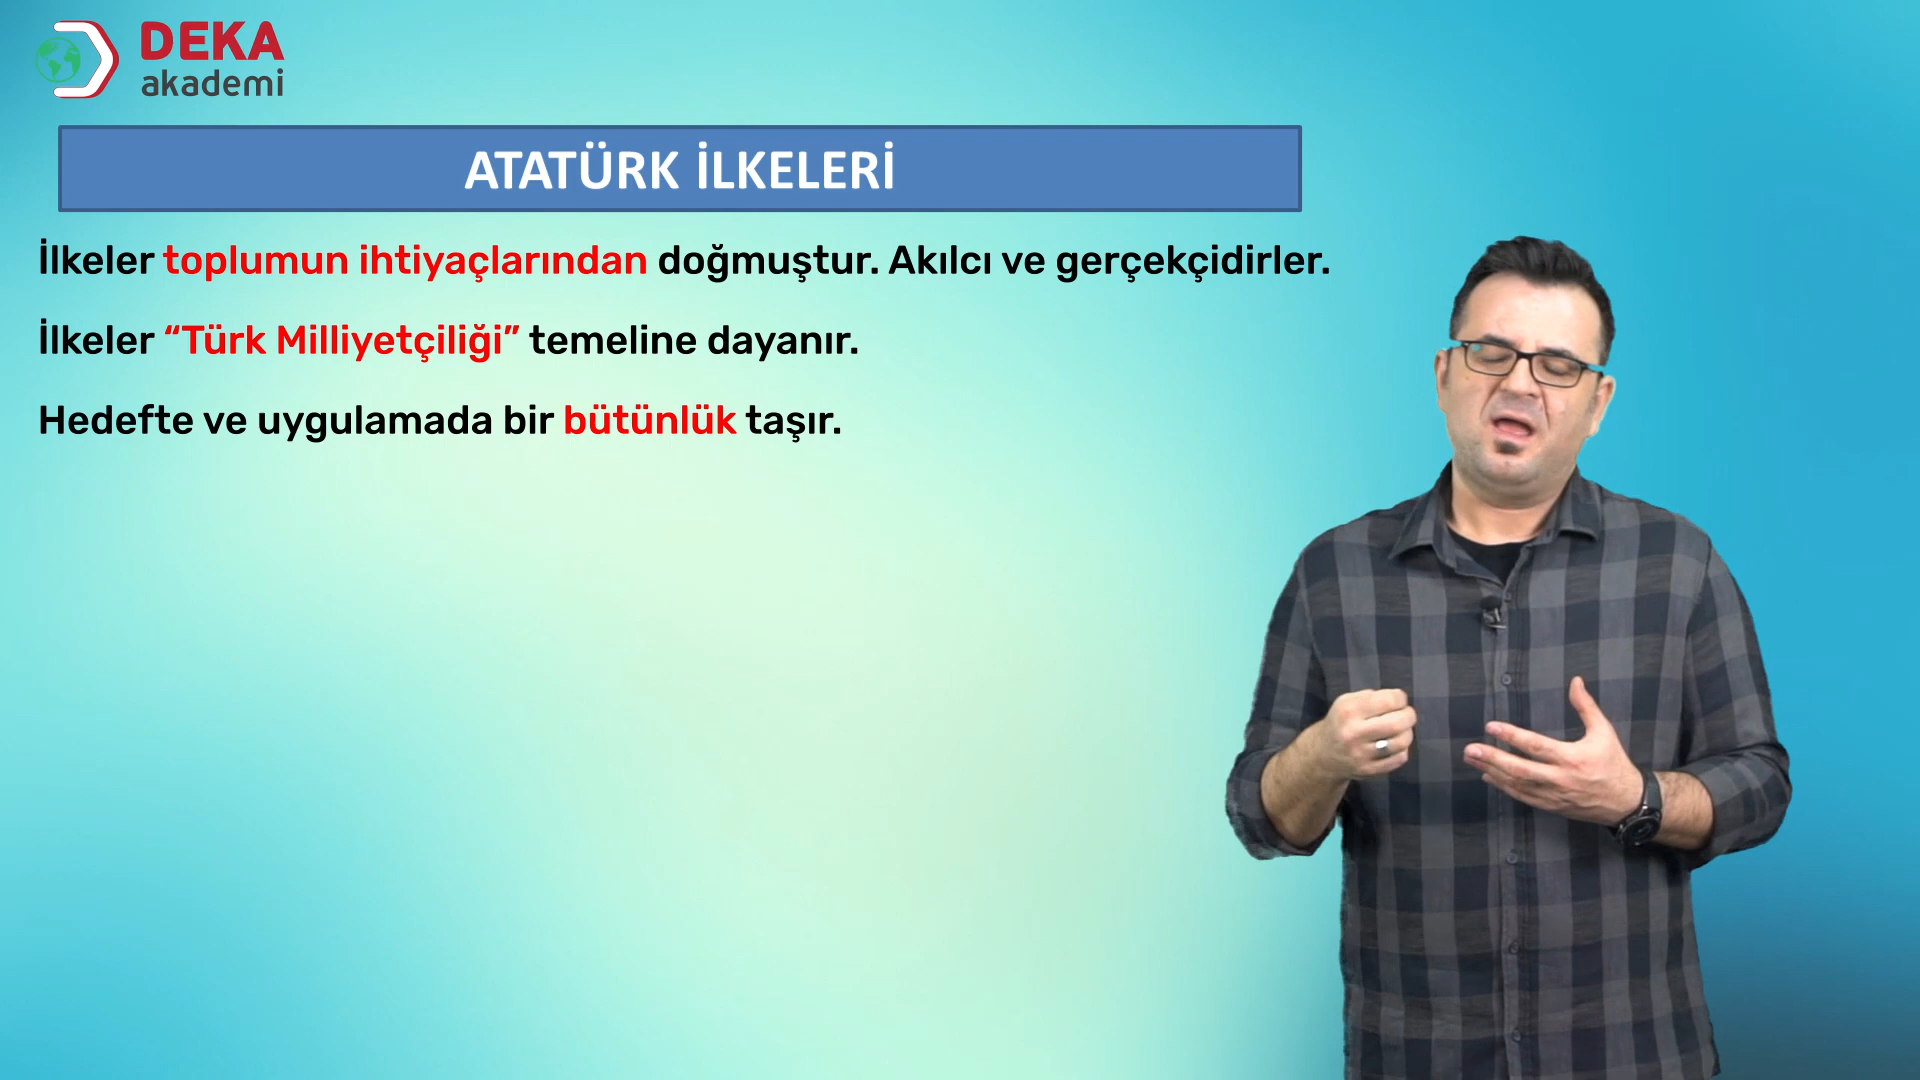 DEKA
akademi
ATATÜRK İLKELERİ
İlkeler toplumun ihtiyaçlarından doğmuştur. Akılcı ve gerçekçidirler.
İlkeler “Türk Milliyetçiliği” temeline dayanır.
Hedefte ve uygulamada bir bütünlük taşır.